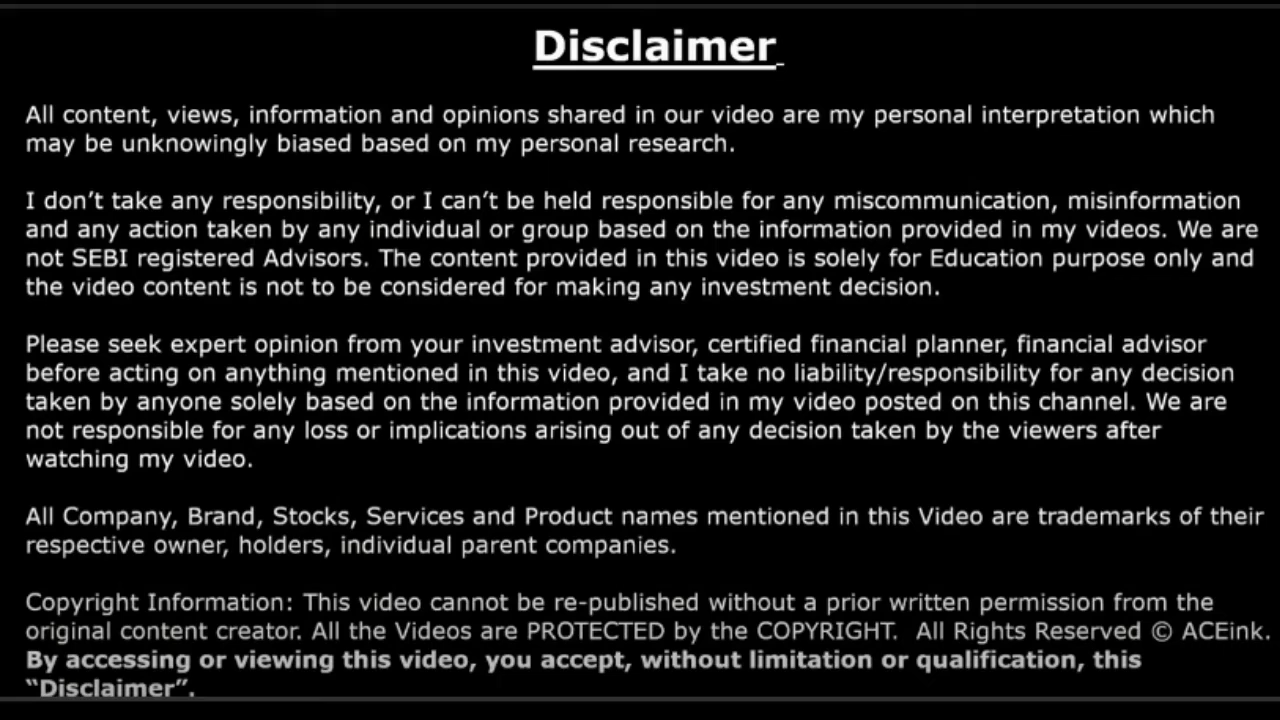 Disclaimer
All content, views, information and opinions shared in our video are my personal interpretation which
may be unknowingly biased based on my personal research.
I don’t take any responsibility, or I can’t be held responsible for any miscommunication, misinformation
and any action taken by any individual or group based on the information provided in my videos. We are
not SEBI registered Advisors. The content provided in this video is solely for Education purpose only and
the video content is not to be considered for making any investment decision.
Please seek expert opinion from your investment advisor, certified financial planner, financial advisor
before acting on anything mentioned in this video, and I take no liability/responsibility for any decision
taken by anyone solely based on the information provided in my video posted on this channel. We are
not responsible for any loss or implications arising out of any decision taken by the viewers after
watching my video.
All Company, Brand, Stocks, Services and Product names mentioned in this Video are trademarks of their
respective owner, holders, individual parent companies.
Copyright Information: This video cannot be re-published without a prior written permission from the
original content creator. All the Videos are PROTECTED by the COPYRIGHT.  All Rights Reserved © ACEink.
By accessing or viewing this video, you accept, without limitation or qualification, this
“Disclaimer”.